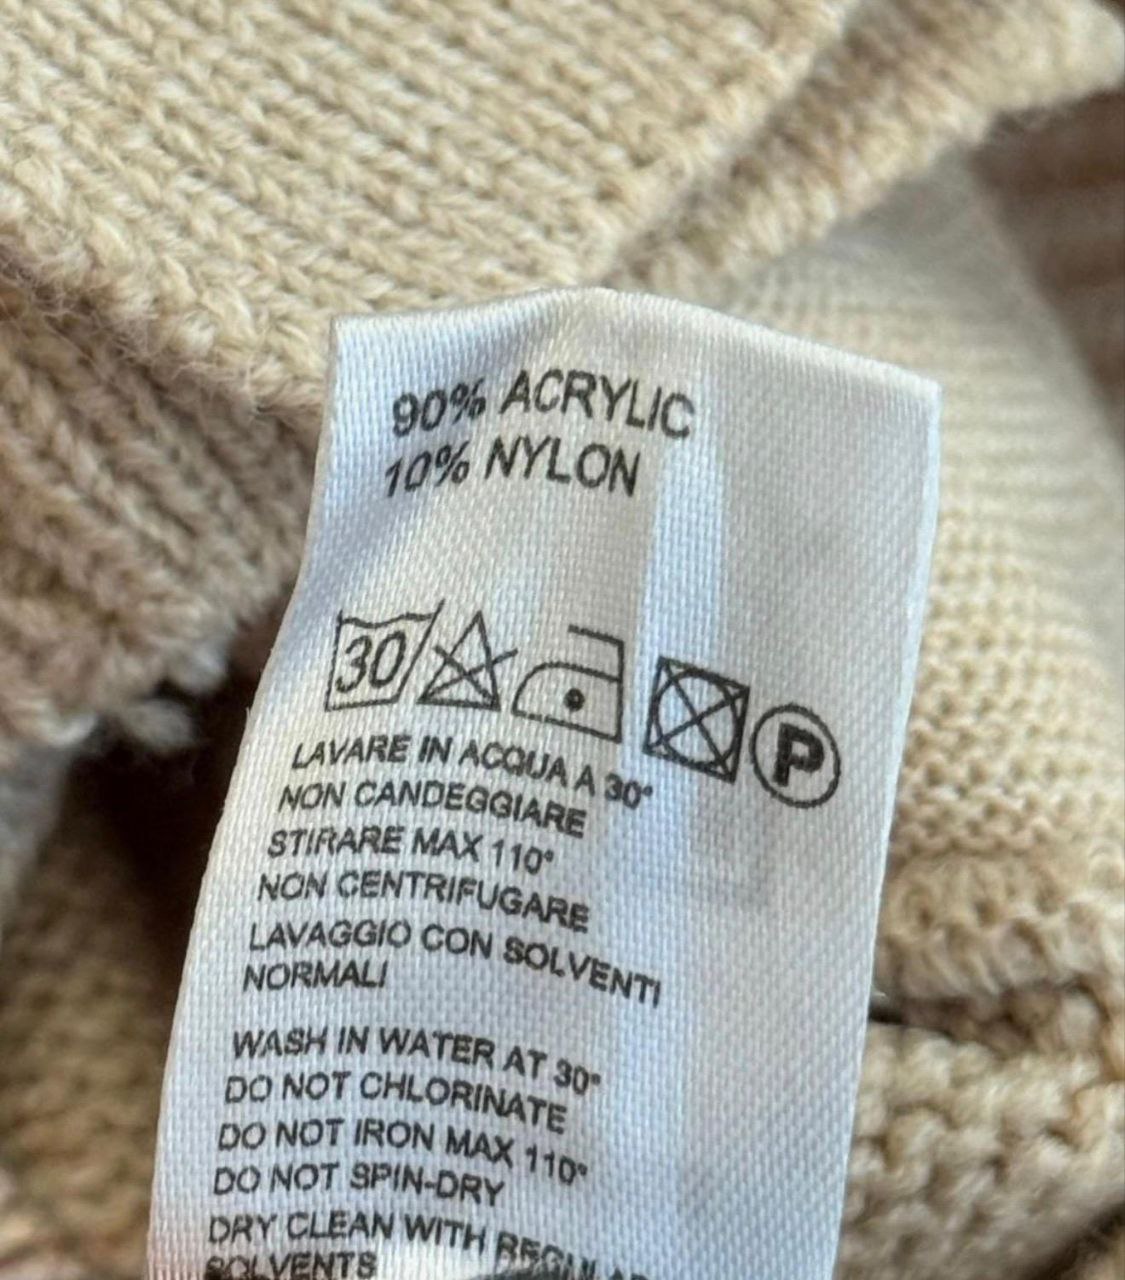 90% ACRYLIC
10% NYLON
30
P
LAVARE IN ACQUA A 30°
NON CANDEGGIARE
STIRARE MAX 110°
NON CENTRIFUGARE
LAVAGGIO CON SOLVENTI
NORMALI
WASH IN WATER AT 30°
DO NOT CHLORINATE
DO NOT IRON MAX 110°
DO NOT SPIN-DRY
DRY CLEAN WITH REGULAR
SOLVENTS